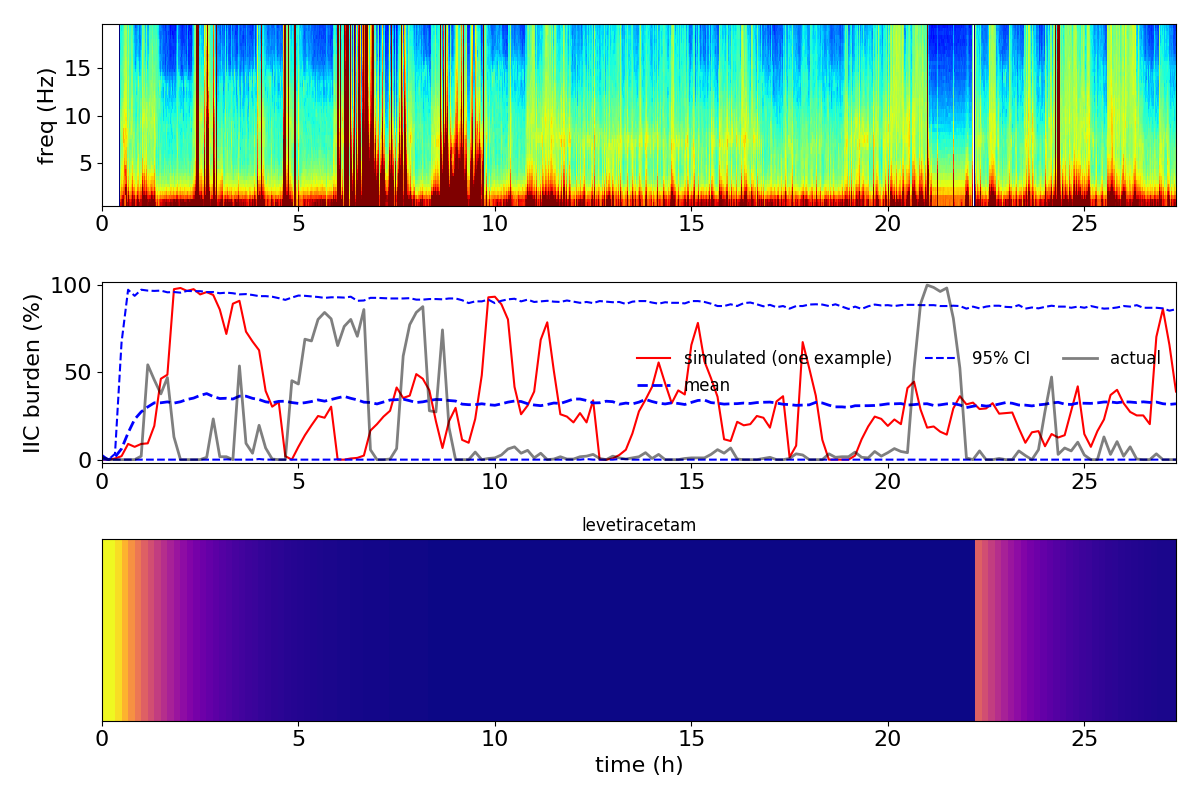 freq (Hz)
15
10
5
0 5 10 15 20 25
IIC burden (%)
100
50
0
simulated (one example) 95% CI actual
mean
0 5 10 15 20 25
levetiracetam
0 5 10 15 20 25
time (h)